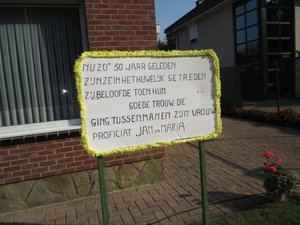 NU ZO'N 50 JAAR GELEDEN
ZIJN ZE IN HET HUWELIJK GETREDEN
ZIJ BELOOFDE TOEN HUN
GOEDE TROUW, DIE
GING TUSSEN MAN EN ZIJN VROUW
PROFICIAT JAN EN MARIA